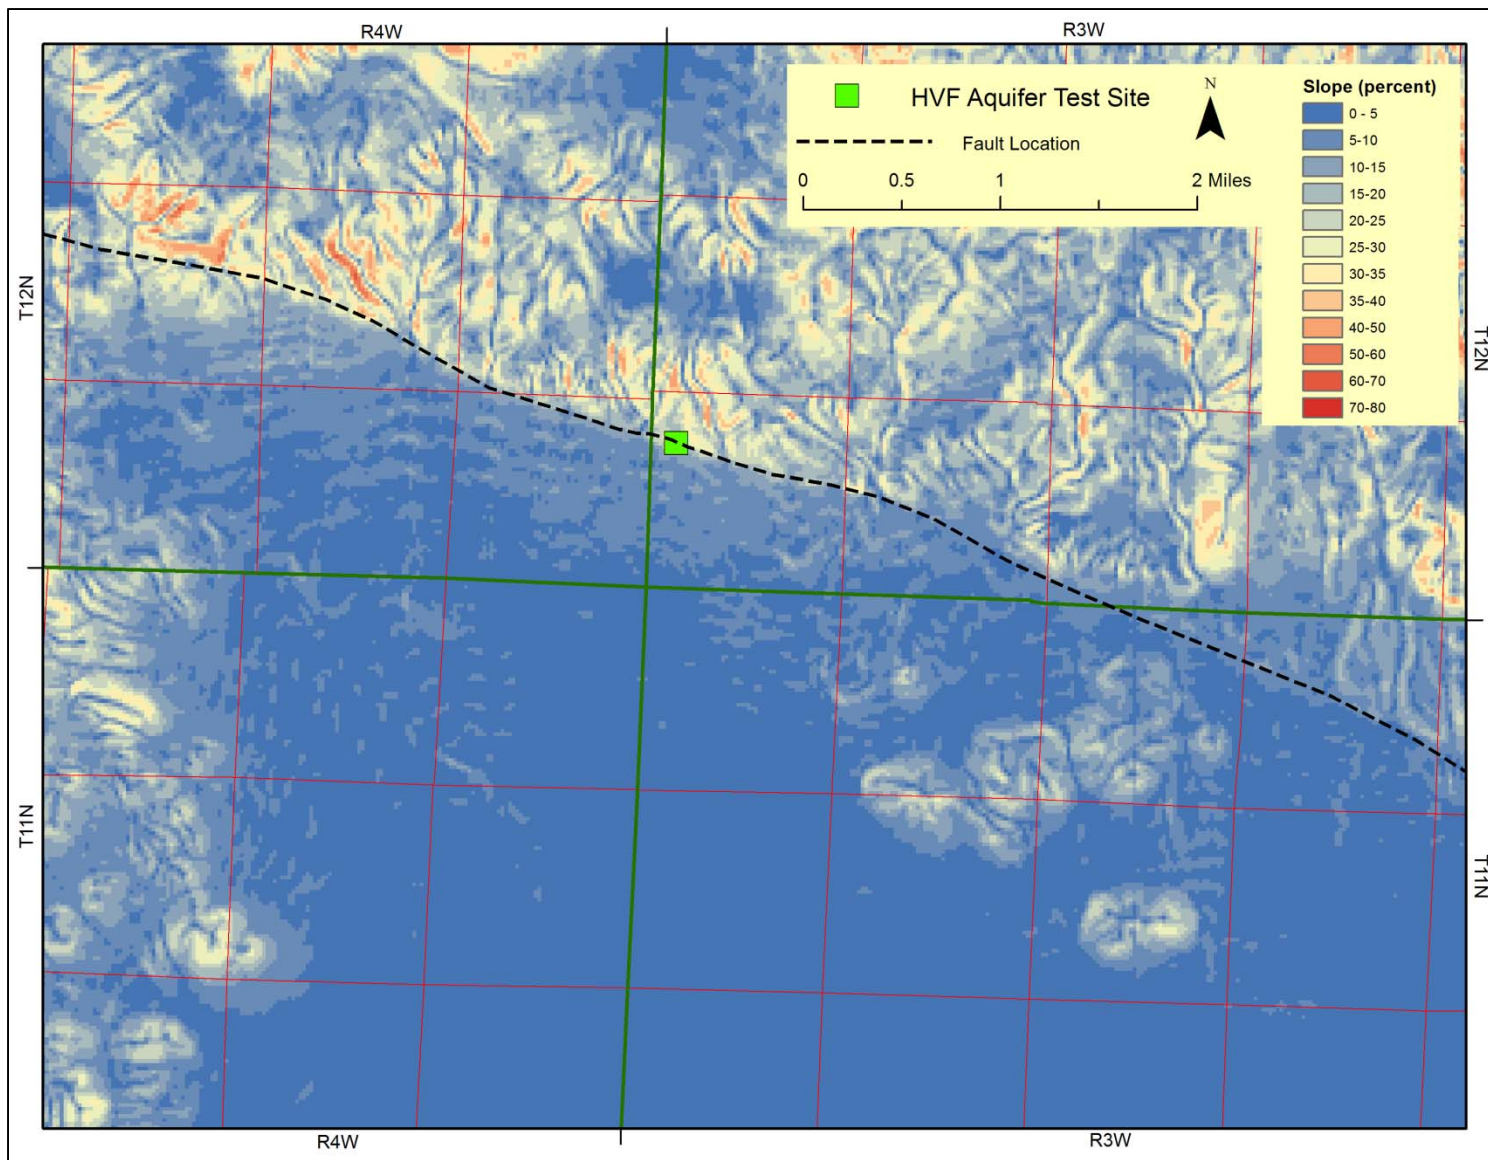 R4W
R3W
HVF Aquifer Test Site
Fault Location
0 0.5 1 2 Miles
N
Slope (percent)
0 - 5
5-10
10-15
15-20
20-25
25-30
30-35
35-40
40-50
50-60
60-70
70-80
T12N
T12N
T11N
T11N
R4W
R3W